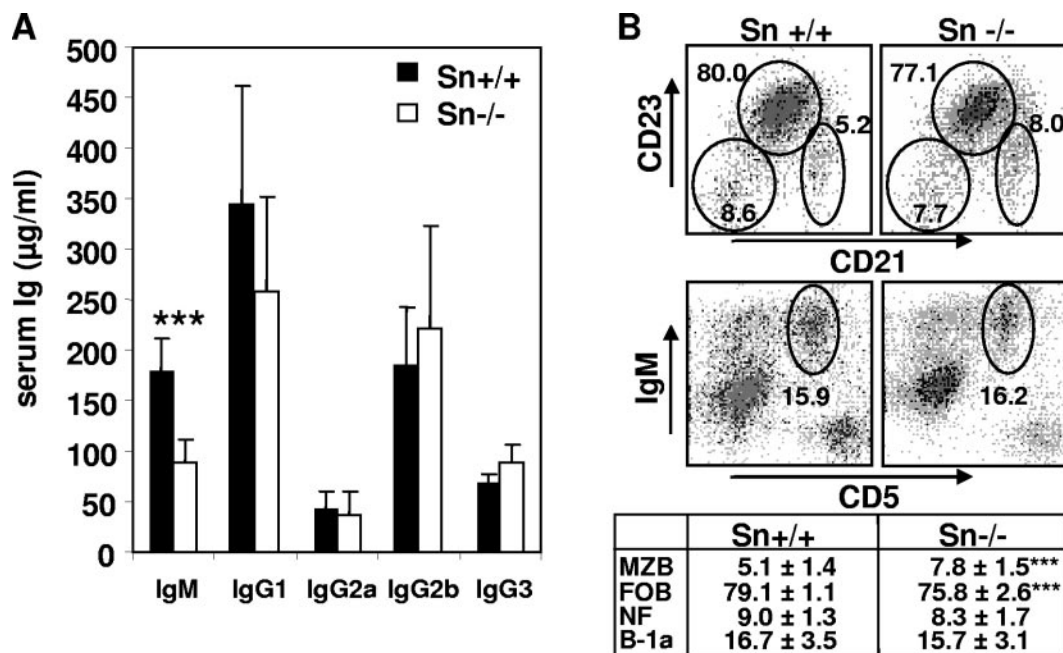 A
500
450
400
350
300
250
200
150
100
50
0
serum Ig (µg/ml)
Sn+/+
Sn-/-
***
IgM IgG1 IgG2a IgG2b IgG3
B
Sn +/+ Sn -/-
80.0 5.2 8.6
77.1 8.0 7.7
CD23
CD21
15.9 16.2
IgM
CD5
Sn+/+ Sn-/-
MZB 5.1 ± 1.4 7.8 ± 1.5***
FOB 79.1 ± 1.1 75.8 ± 2.6***
NF 9.0 ± 1.3 8.3 ± 1.7
B-1a 16.7 ± 3.5 15.7 ± 3.1